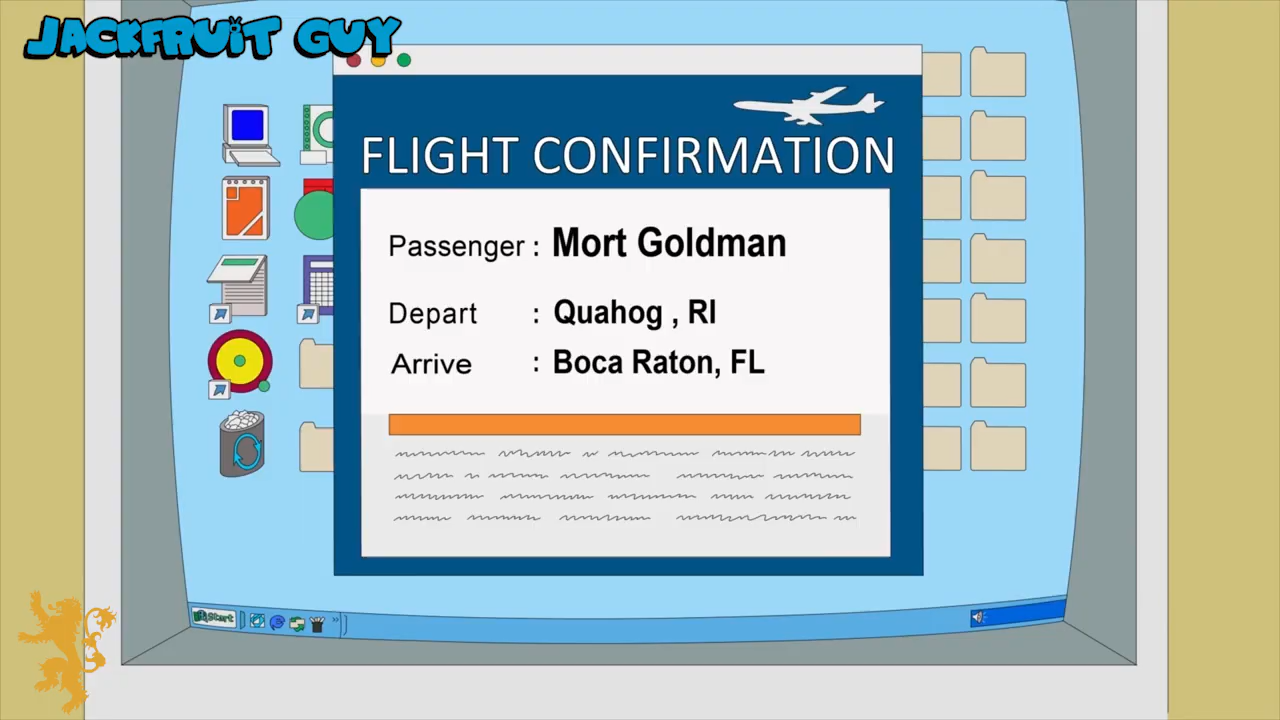 JACKFRUIT GUY
FLIGHT CONFIRMATION
Passenger : Mort Goldman
Depart : Quahog , RI
Arrive : Boca Raton, FL
Start